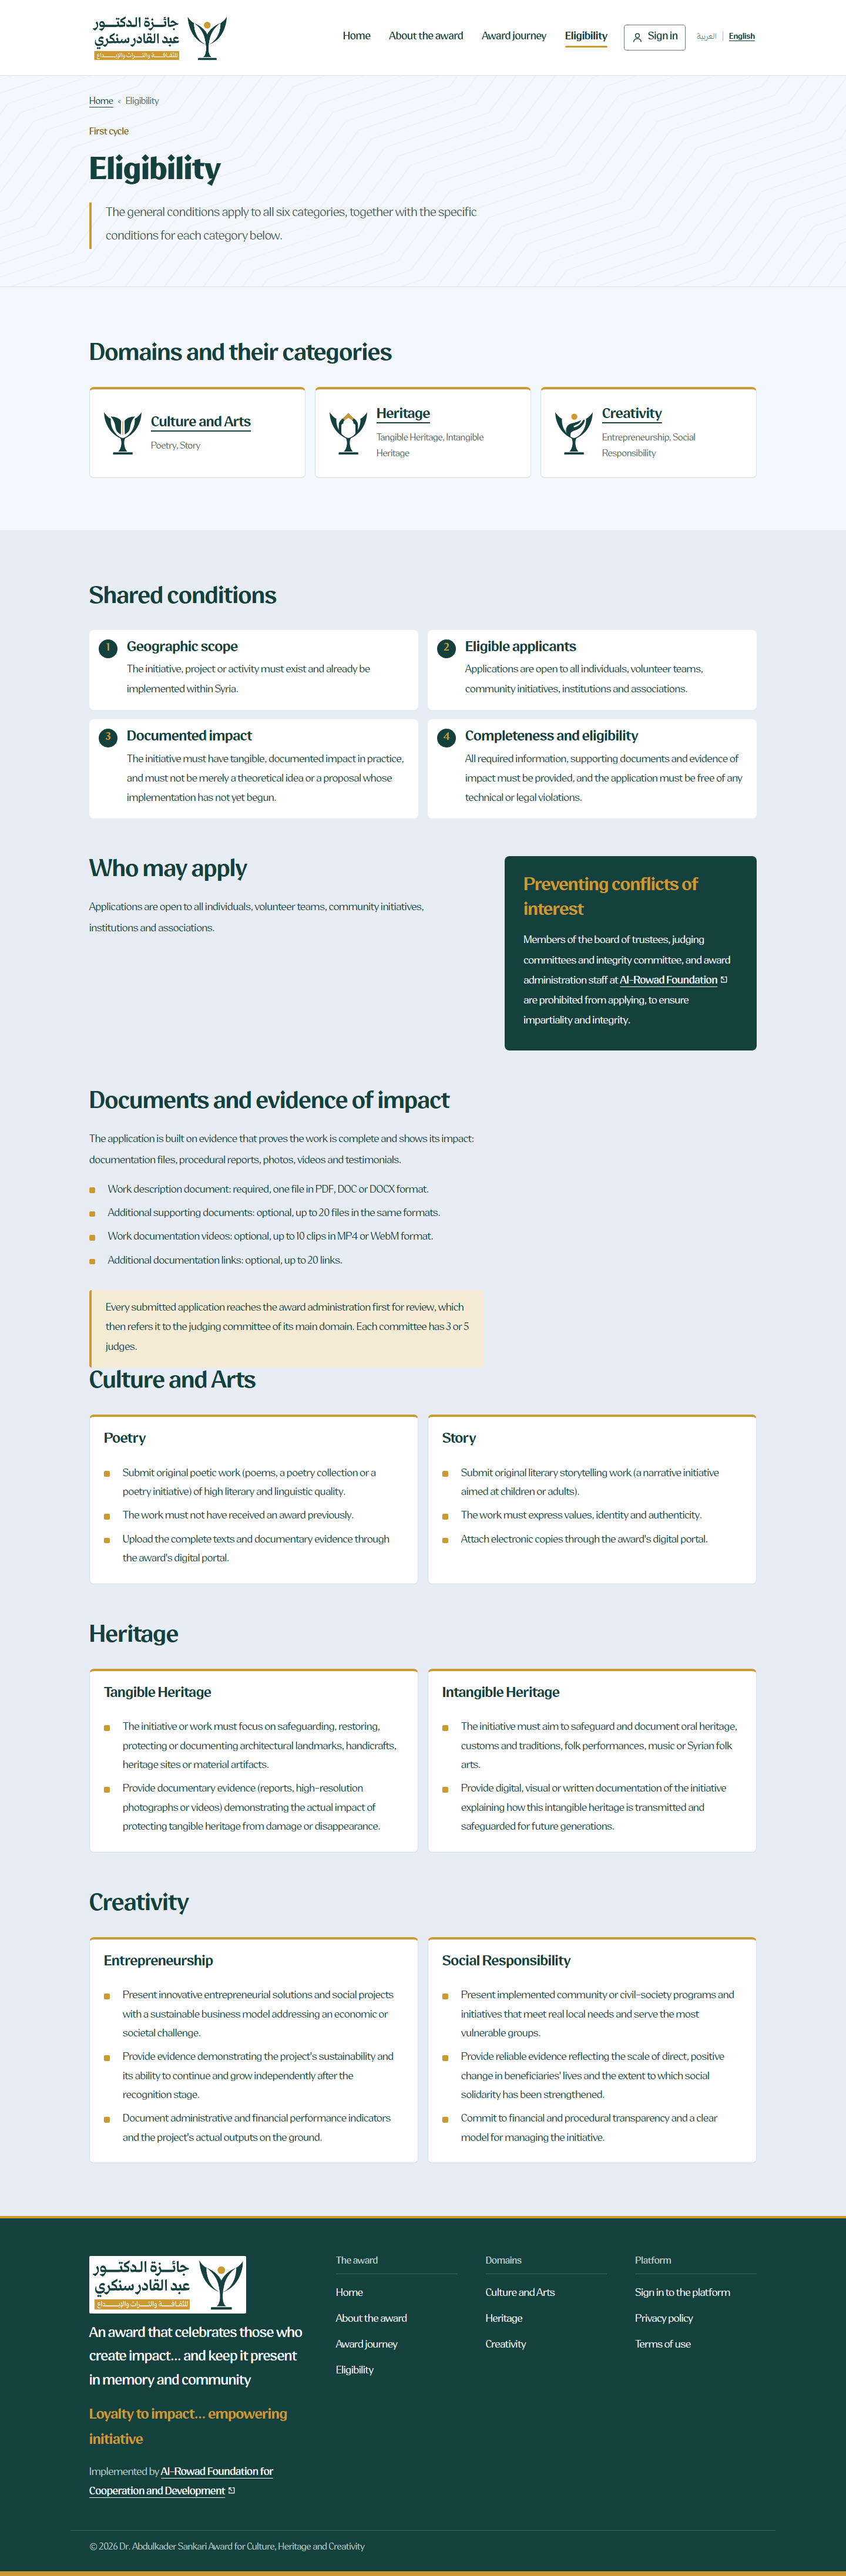 جائزة الدكتور
عبد القادر سنكري
للثقافة والتراث والإبداع
Home
About the award
Award journey
Eligibility
Sign in
العربية
English
Home ‹ Eligibility
First cycle
Eligibility
The general conditions apply to all six categories, together with the specific
conditions for each category below.
Domains and their categories
Culture and Arts
Poetry, Story
Heritage
Tangible Heritage, Intangible
Heritage
Creativity
Entrepreneurship, Social
Responsibility
Shared conditions
1
Geographic scope
The initiative, project or activity must exist and already be
implemented within Syria.
2
Eligible applicants
Applications are open to all individuals, volunteer teams,
community initiatives, institutions and associations.
3
Documented impact
The initiative must have tangible, documented impact in practice,
and must not be merely a theoretical idea or a proposal whose
implementation has not yet begun.
4
Completeness and eligibility
All required information, supporting documents and evidence of
impact must be provided, and the application must be free of any
technical or legal violations.
Who may apply
Applications are open to all individuals, volunteer teams, community initiatives,
institutions and associations.
Preventing conflicts of
interest
Members of the board of trustees, judging
committees and integrity committee, and award
administration staff at Al-Rowad Foundation
are prohibited from applying, to ensure
impartiality and integrity.
Documents and evidence of impact
The application is built on evidence that proves the work is complete and shows its impact:
documentation files, procedural reports, photos, videos and testimonials.
Work description document: required, one file in PDF, DOC or DOCX format.
Additional supporting documents: optional, up to 20 files in the same formats.
Work documentation videos: optional, up to 10 clips in MP4 or WebM format.
Additional documentation links: optional, up to 20 links.
Every submitted application reaches the award administration first for review, which
then refers it to the judging committee of its main domain. Each committee has 3 or 5
judges.
Culture and Arts
Poetry
Submit original poetic work (poems, a poetry collection or a
poetry initiative) of high literary and linguistic quality.
The work must not have received an award previously.
Upload the complete texts and documentary evidence through
the award's digital portal.
Story
Submit original literary storytelling work (a narrative initiative
aimed at children or adults).
The work must express values, identity and authenticity.
Attach electronic copies through the award's digital portal.
Heritage
Tangible Heritage
The initiative or work must focus on safeguarding, restoring,
protecting or documenting architectural landmarks, handicrafts,
heritage sites or material artifacts.
Provide documentary evidence (reports, high-resolution
photographs or videos) demonstrating the actual impact of
protecting tangible heritage from damage or disappearance.
Intangible Heritage
The initiative must aim to safeguard and document oral heritage,
customs and traditions, folk performances, music or Syrian folk
arts.
Provide digital, visual or written documentation of the initiative
explaining how this intangible heritage is transmitted and
safeguarded for future generations.
Creativity
Entrepreneurship
Present innovative entrepreneurial solutions and social projects
with a sustainable business model addressing an economic or
societal challenge.
Provide evidence demonstrating the project's sustainability and
its ability to continue and grow independently after the
recognition stage.
Document administrative and financial performance indicators
and the project's actual outputs on the ground.
Social Responsibility
Present implemented community or civil-society programs and
initiatives that meet real local needs and serve the most
vulnerable groups.
Provide reliable evidence reflecting the scale of direct, positive
change in beneficiaries' lives and the extent to which social
solidarity has been strengthened.
Commit to financial and procedural transparency and a clear
model for managing the initiative.
جائزة الدكتور
عبد القادر سنكري
للثقافة والتراث والإبداع
An award that celebrates those who
create impact... and keep it present
in memory and community
Loyalty to impact... empowering
initiative
Implemented by Al-Rowad Foundation for
Cooperation and Development
The award
Home
About the award
Award journey
Eligibility
Domains
Culture and Arts
Heritage
Creativity
Platform
Sign in to the platform
Privacy policy
Terms of use
© 2026 Dr. Abdulkader Sankari Award for Culture, Heritage and Creativity